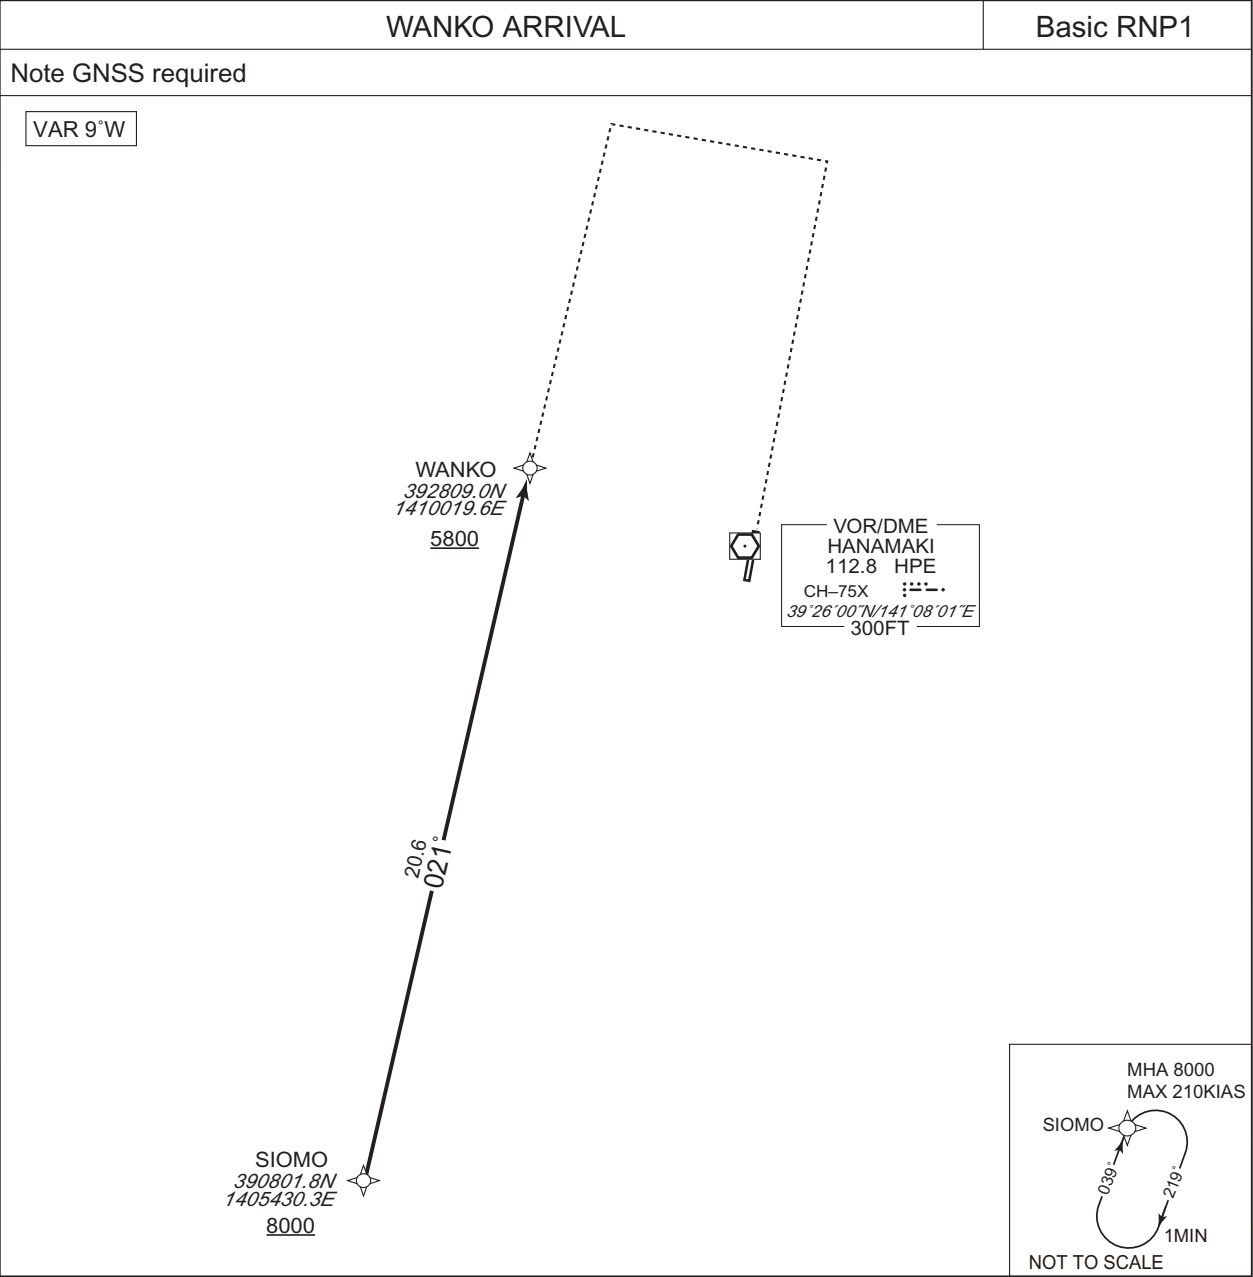 WANKO ARRIVAL
Basic RNP1
Note GNSS required
VAR 9˚W
WANKO
392809.0N
1410019.6E
5800
VOR/DME
HANAMAKI
112.8 HPE
CH–75X
39˚26´00˝N/141˚08´01˝E
300FT
20.6
021˚
SIOMO
390801.8N
1405430.3E
8000
MHA 8000
MAX 210KIAS
SIOMO
039˚
219˚
1MIN
NOT TO SCALE